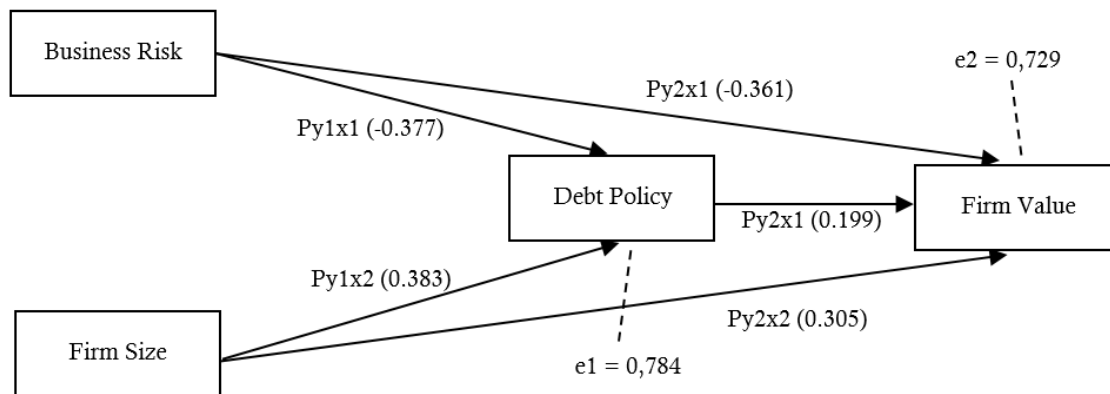 Business Risk
e2 = 0,729
Py2x1 (-0.361)
Py1x1 (-0.377)
Debt Policy
Firm Value
Py2x1 (0.199)
Py1x2 (0.383)
Py2x2 (0.305)
Firm Size
e1 = 0,784